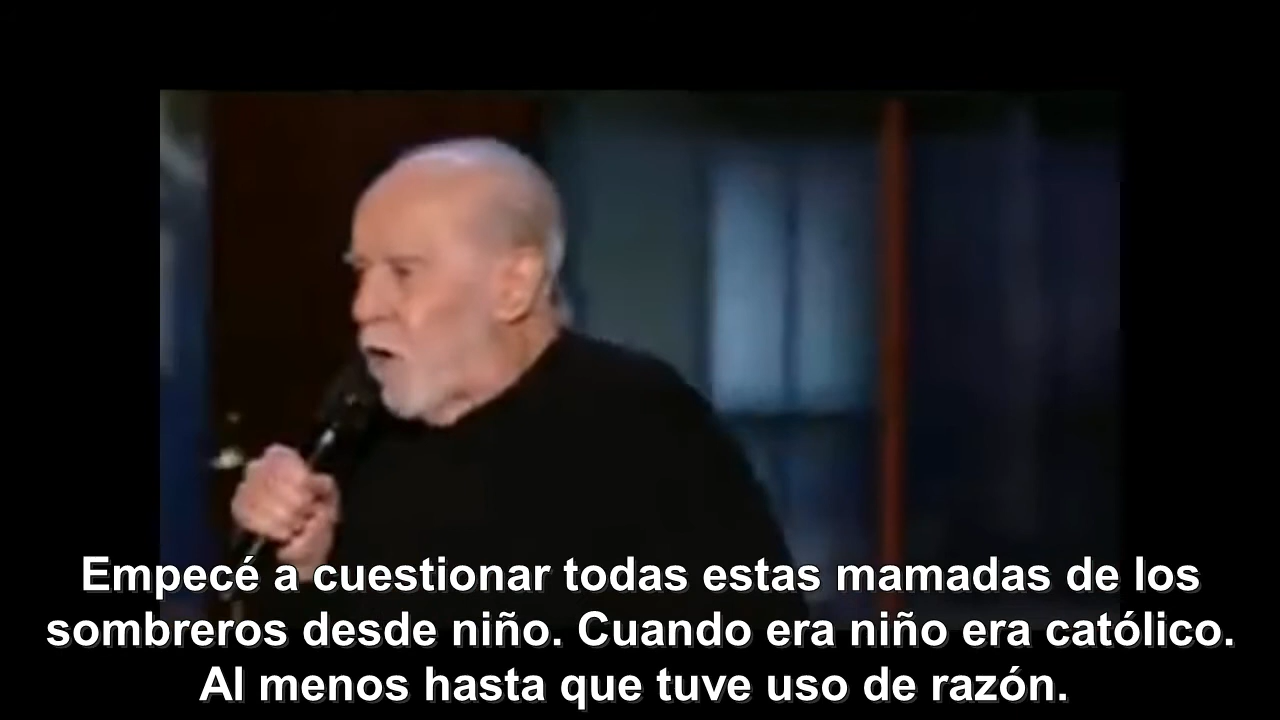 Empecé a cuestionar todas estas mamadas de los
sombreros desde niño. Cuando era niño era católico.
Al menos hasta que tuve uso de razón.